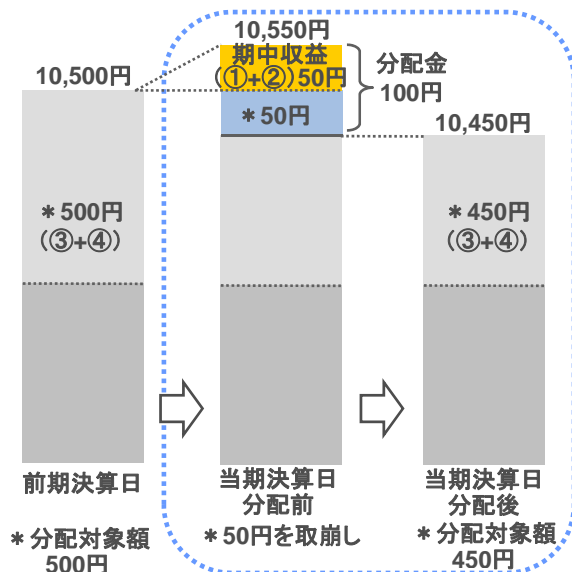 10,500円
＊500円
（③+④）
前期決算日
＊分配対象額
500円
10,550円
期中収益
（①+②）50円
＊50円
分配金
100円
当期決算日
分配前
＊50円を取崩し
10,450円
＊450円
（③+④）
当期決算日
分配後
＊分配対象額
450円